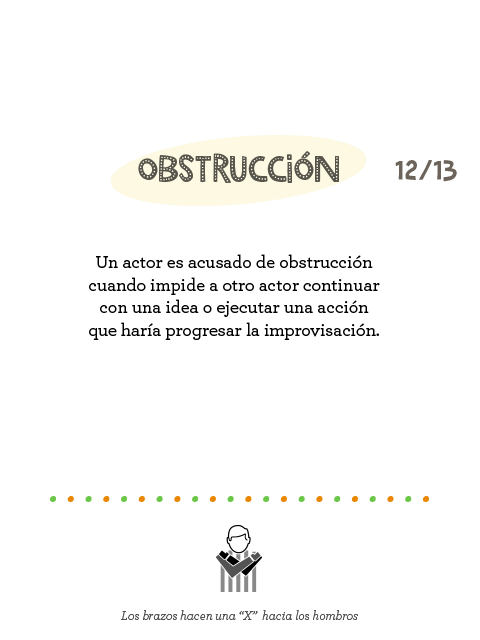 OBSTRUCCIÓN 12/13
Un actor es acusado de obstrucción
cuando impide a otro actor continuar
con una idea o ejecutar una acción
que haría progresar la improvisación.
Los brazos hacen una “X” hacia los hombros